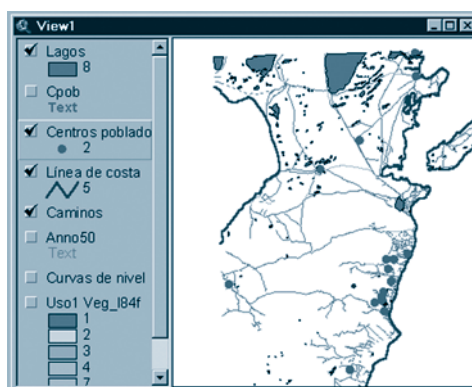 View1
Lagos
8
Cpob
Text
Centros poblado
2
Línea de costa
5
Caminos
Anno50
Text
Curvas de nivel
Uso1 Veg_l84f
1
2
3
4
7